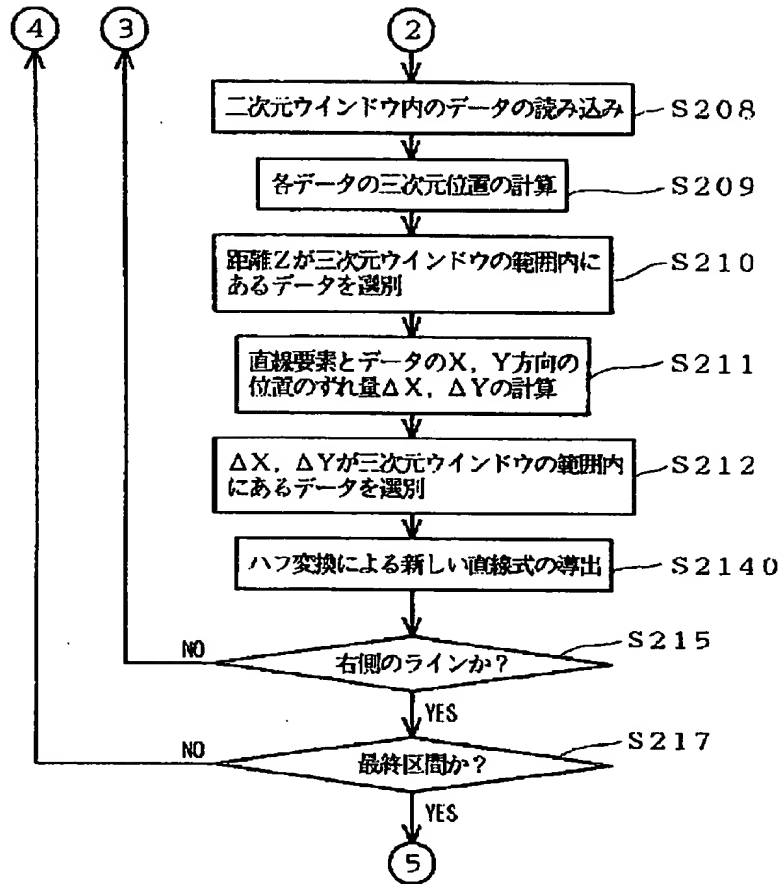 ④
③
②
二次元ウインドウ内のデータの読み込み
S208
各データの三次元位置の計算
S209
距離Zが三次元ウインドウの範囲内に
あるデータを選別
S210
直線要素とデータのX，Y方向の
位置のずれ量ΔX，ΔYの計算
S211
ΔX，ΔYが三次元ウインドウの範囲内
にあるデータを選別
S212
ハフ変換による新しい直線式の導出
S2140
右側のラインか？
S215
NO
YES
最終区間か？
S217
NO
YES
⑤